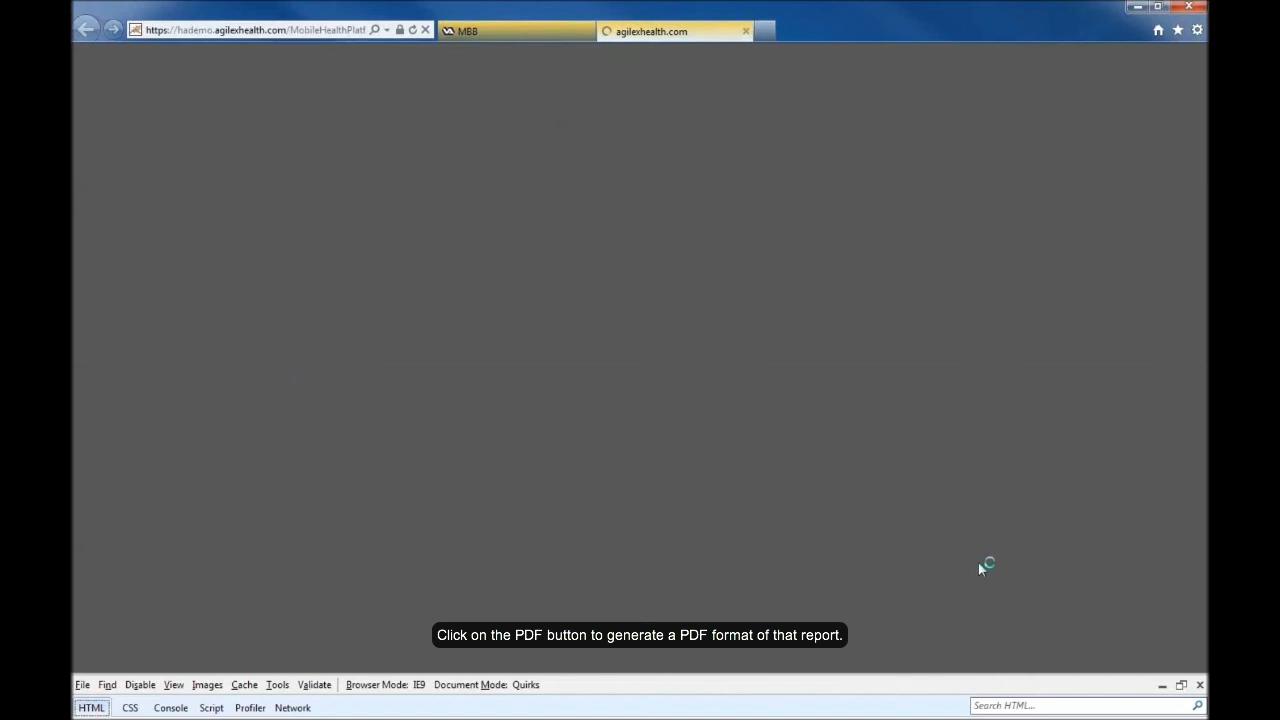 https://hademo.agilexhealth.com/MobileHealthPlatf
MBB
agilexhealth.com
Click on the PDF button to generate a PDF format of that report.
File Find Disable View Images Cache Tools Validate Browser Mode: IE9 Document Mode: Quirks
HTML CSS Console Script Profiler Network Search HTML...